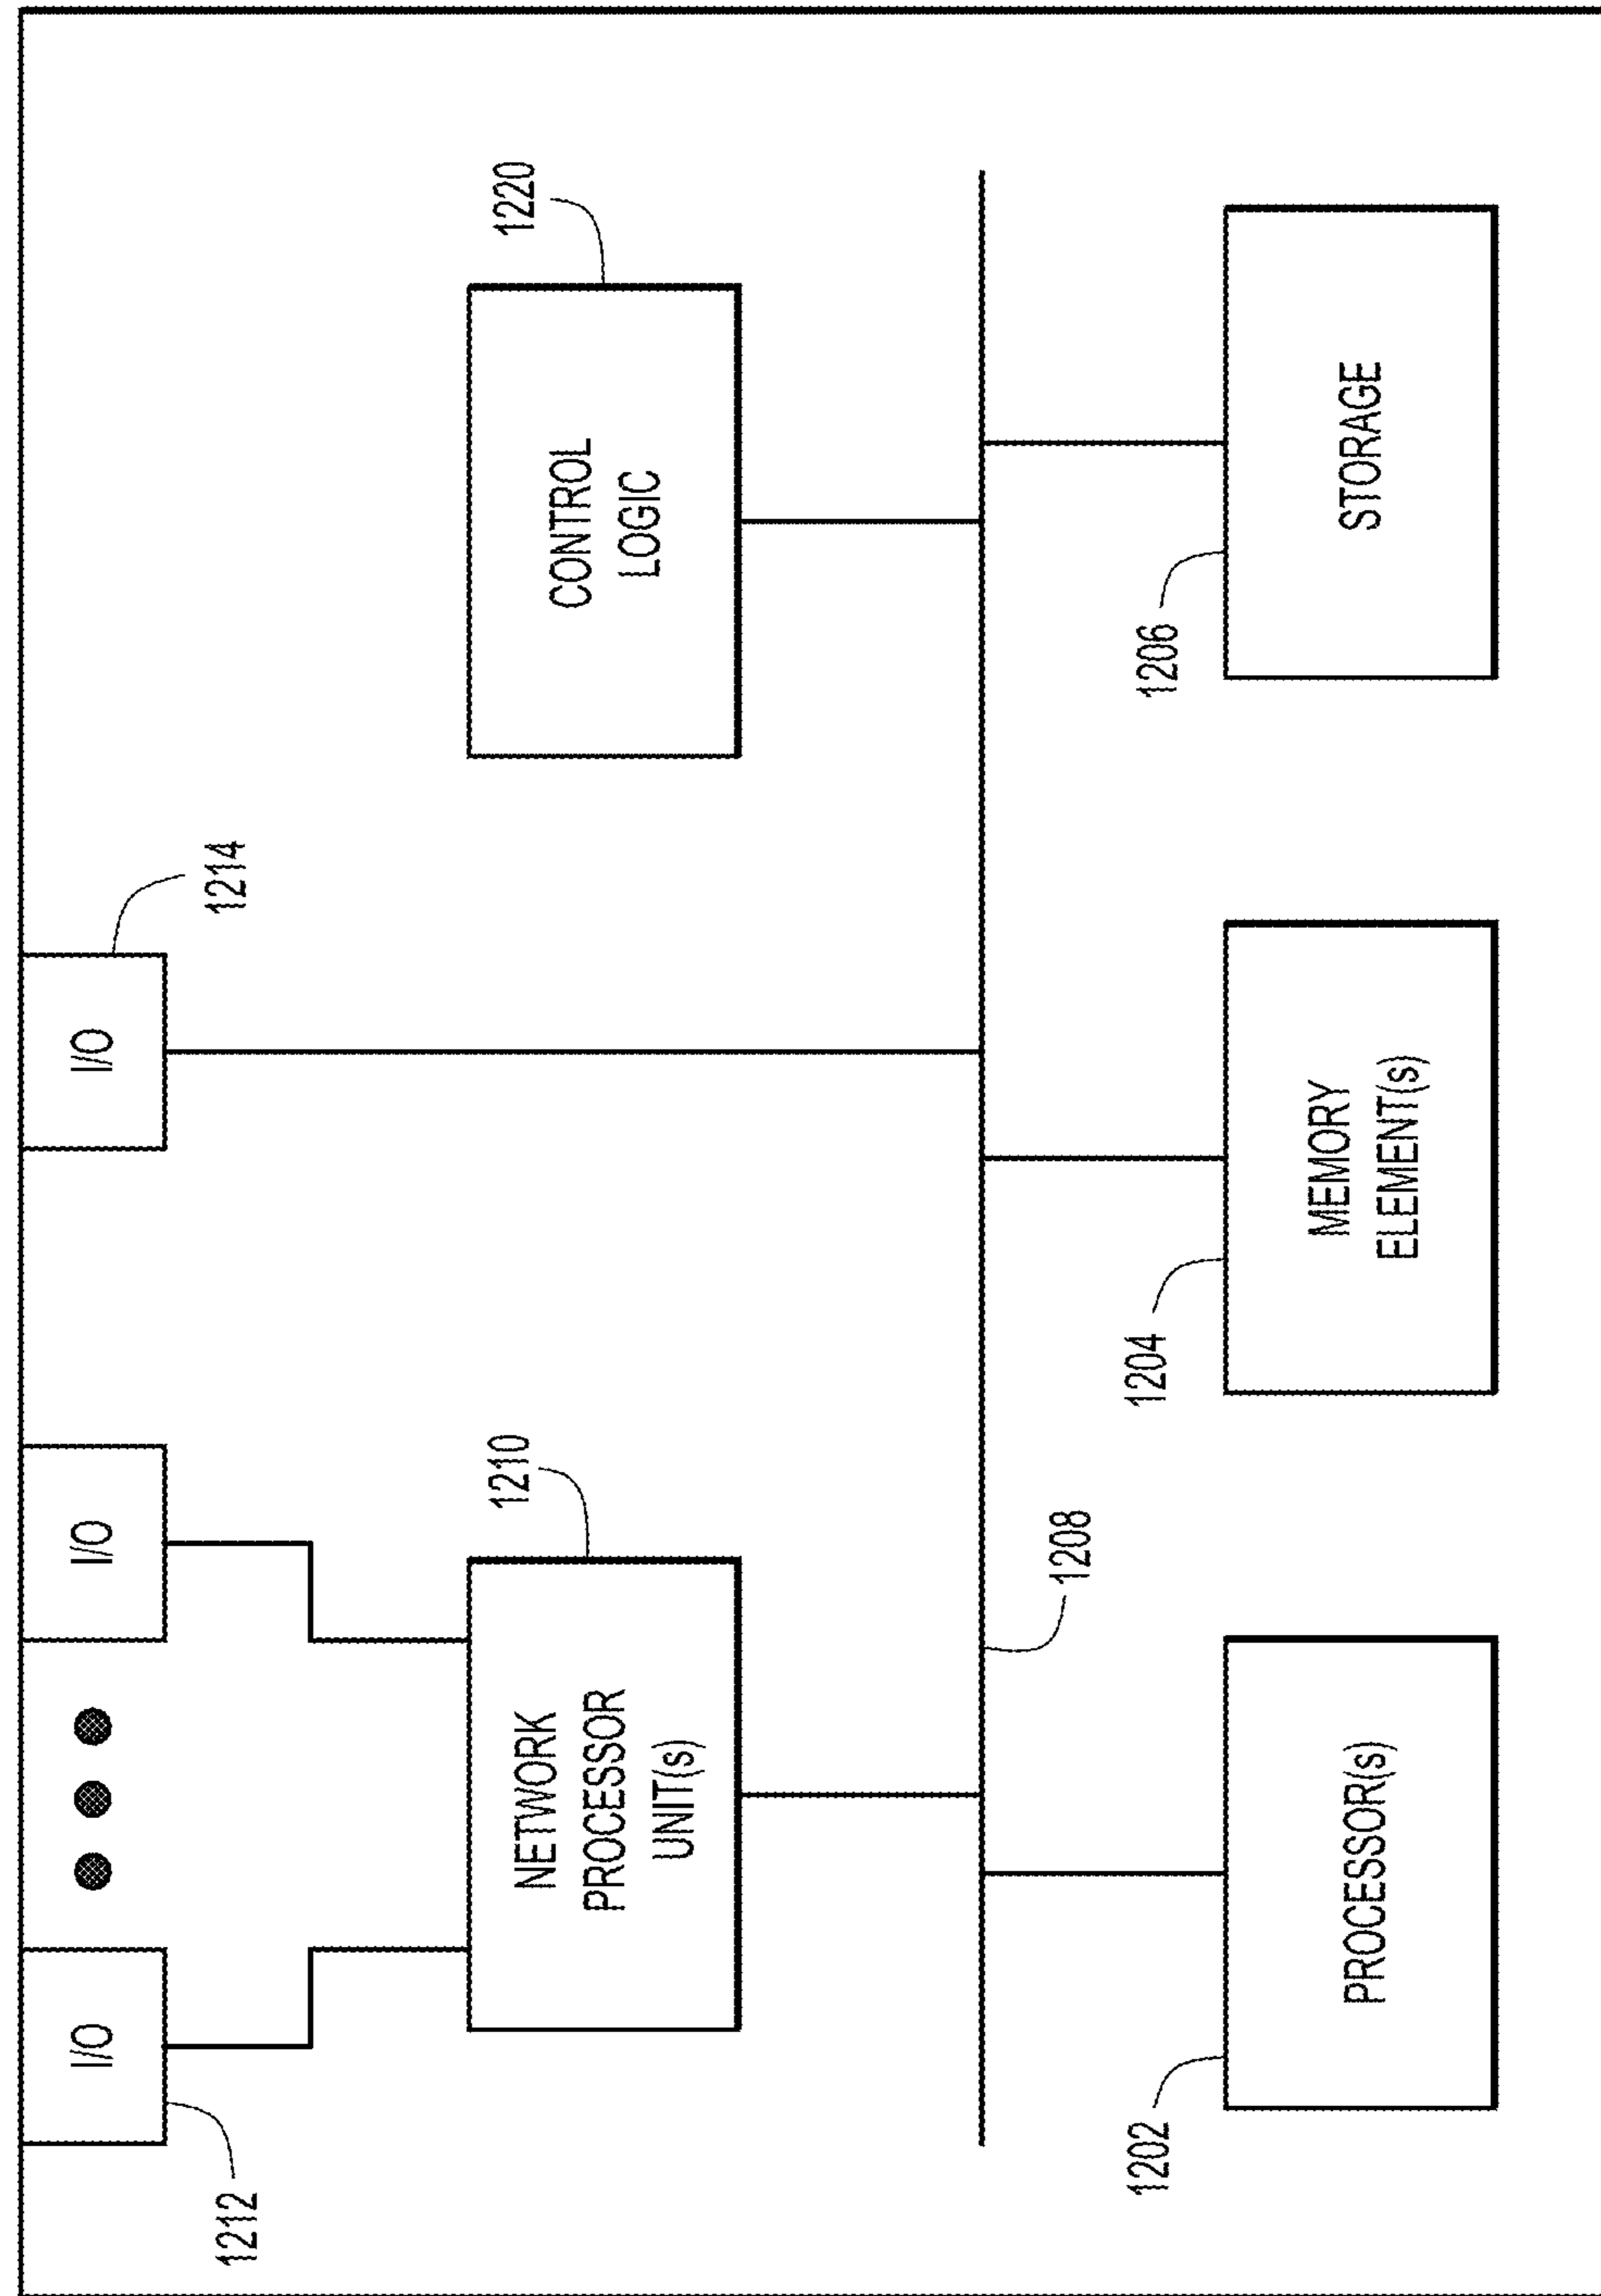 I/O
I/O
I/O
1212
1214
1210
1220
NETWORK
PROCESSOR
UNIT(s)
CONTROL
LOGIC
1208
1202
1204
1206
PROCESSOR(s)
MEMORY
ELEMENT(s)
STORAGE